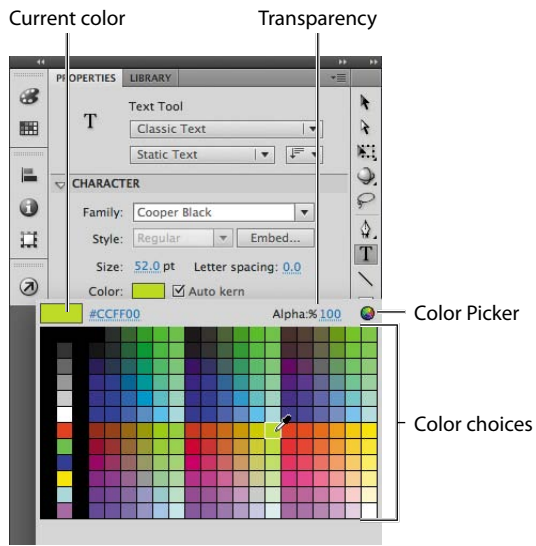 Current color
Transparency
PROPERTIES LIBRARY
Text Tool
T
Classic Text
Static Text
CHARACTER
Family: Cooper Black
Style: Regular Embed...
Size: 52.0 pt Letter spacing: 0.0
T
Color: Auto kern
#CCFF00 Alpha:% 100
Color Picker
Color choices